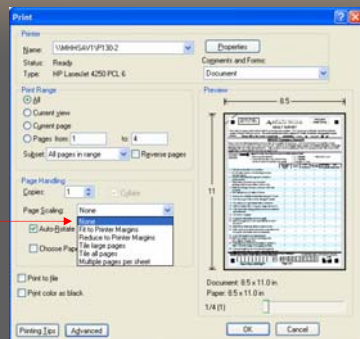 Print
Printer
Name: \\MHHSAV1\P130-2
Properties
Status: Ready
Type: HP LaserJet 4250 PCL 6
Comments and Forms:
Document
Print Range
All
Current view
Current page
Pages from: 1 to: 4
Subset: All pages in range
Reverse pages
Page Handling
Copies: 1
Collate
Page Scaling: None
None
Fit to Printer Margins
Reduce to Printer Margins
Tile large pages
Tile all pages
Multiple pages per sheet
Auto-Rotate
Choose Pape
Print to file
Print color as black
Preview
8.5
11
Document: 8.5 x 11.0 in
Paper: 8.5 x 11.0 in
1/4 (1)
Printing Tips
Advanced
OK
Cancel